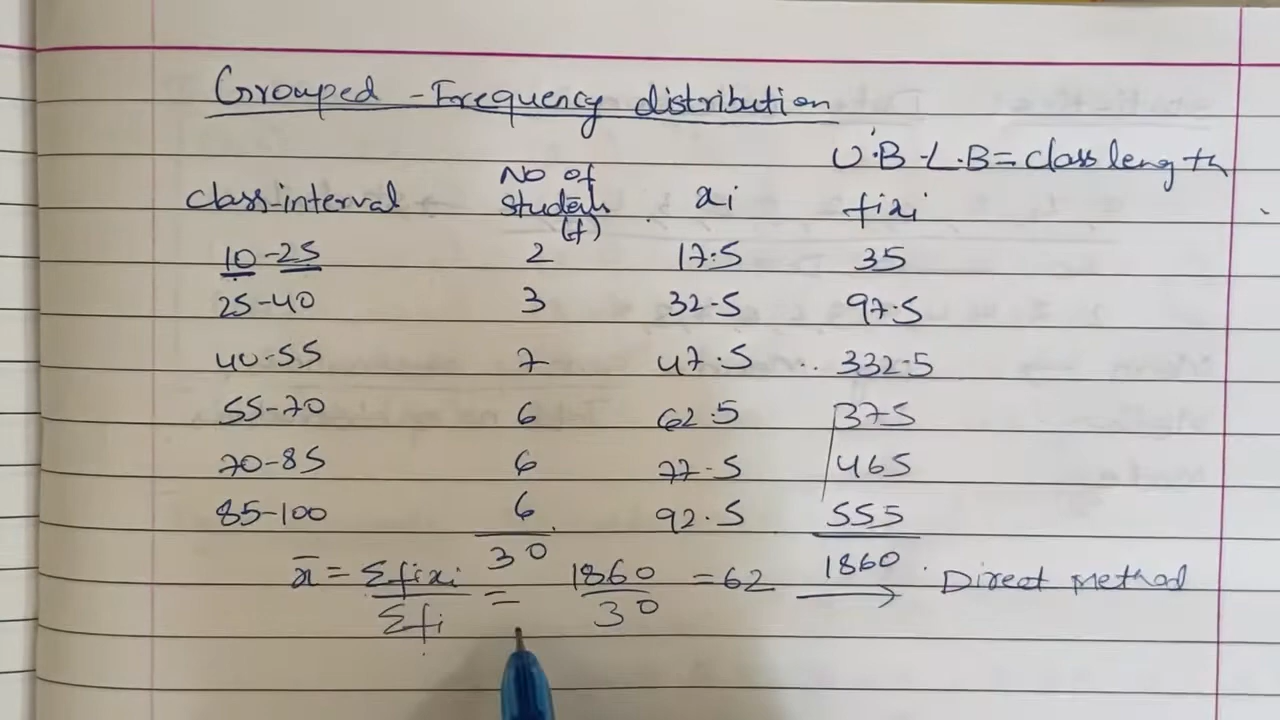 Grouped - Frequency distribution
U.B - L.B = class length
class-interval No of Students (f) xi fixi
10-25 2 17.5 35
25-40 3 32.5 97.5
40-55 7 47.5 332.5
55-70 6 62.5 375
70-85 6 77.5 465
85-100 6 92.5 555
30 1860
x̄ = Σfixi / Σfi = 1860 / 30 = 62 → Direct method